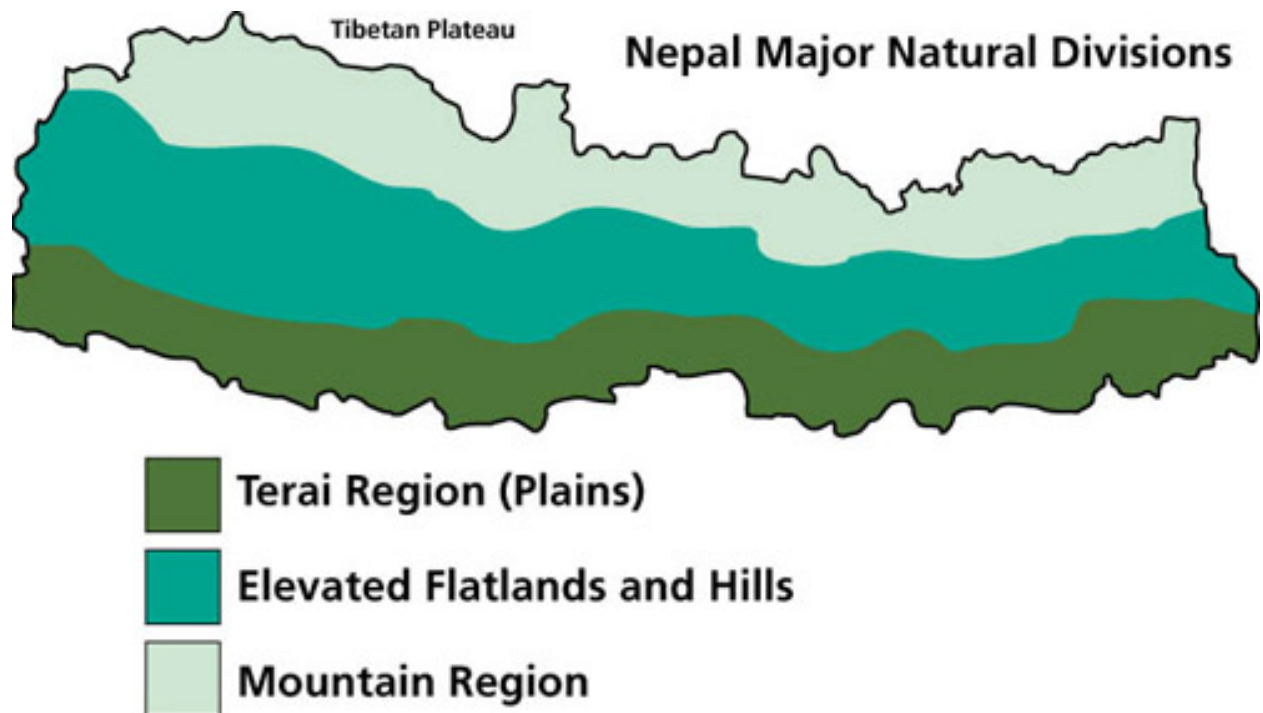 Tibetan Plateau
Nepal Major Natural Divisions
Terai Region (Plains)
Elevated Flatlands and Hills
Mountain Region